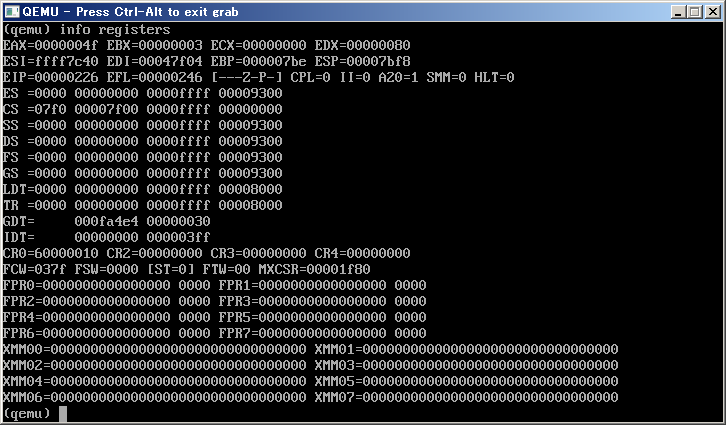 QEMU - Press Ctrl-Alt to exit grab
(qemu) info registers
EAX=0000004f EBX=00000003 ECX=00000000 EDX=00000080
ESI=ffff7c40 EDI=00047f04 EBP=000007be ESP=00007bf8
EIP=00000226 EFL=00000246 [---Z-P-] CPL=0 II=0 A20=1 SMM=0 HLT=0
ES =0000 00000000 0000ffff 00009300
CS =07f0 00007f00 0000ffff 00000000
SS =0000 00000000 0000ffff 00009300
DS =0000 00000000 0000ffff 00009300
FS =0000 00000000 0000ffff 00009300
GS =0000 00000000 0000ffff 00009300
LDT=0000 00000000 0000ffff 00008000
TR =0000 00000000 0000ffff 00008000
GDT=     000fa4e4 00000030
IDT=     00000000 000003ff
CR0=60000010 CR2=00000000 CR3=00000000 CR4=00000000
FCW=037f FSW=0000 [ST=0] FTW=00 MXCSR=00001f80
FPR0=0000000000000000 0000 FPR1=0000000000000000 0000
FPR2=0000000000000000 0000 FPR3=0000000000000000 0000
FPR4=0000000000000000 0000 FPR5=0000000000000000 0000
FPR6=0000000000000000 0000 FPR7=0000000000000000 0000
XMM00=00000000000000000000000000000000 XMM01=00000000000000000000000000000000
XMM02=00000000000000000000000000000000 XMM03=00000000000000000000000000000000
XMM04=00000000000000000000000000000000 XMM05=00000000000000000000000000000000
XMM06=00000000000000000000000000000000 XMM07=00000000000000000000000000000000
(qemu)